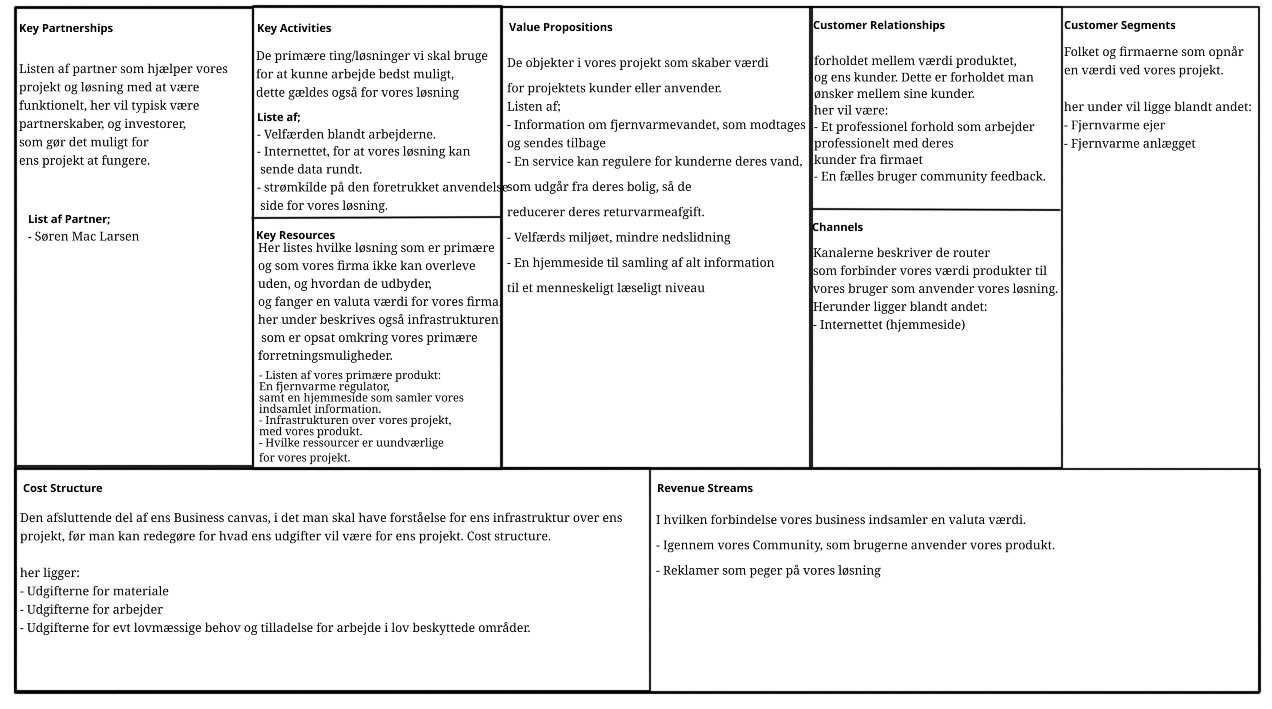 Key Partnerships
Listen af partner som hjælper vores
projekt og løsning med at være
funktionelt, her vil typisk være
partnerskaber, og investorer,
som gør det muligt for
ens projekt at fungere.
List af Partner;
- Søren Mac Larsen
Key Activities
De primære ting/løsninger vi skal bruge
for at kunne arbejde bedst muligt,
dette gældes også for vores løsning
Liste af;
- Velfærden blandt arbejderne.
- Internettet, for at vores løsning kan
sende data rundt.
- strømkilde på den foretrukket anvendelse
side for vores løsning.
Key Resources
Her listes hvilke løsning som er primære
og som vores firma ikke kan overleve
uden, og hvordan de udbyder,
og fanger en valuta værdi for vores firma.
her under beskrives også infrastrukturen
som er opsat omkring vores primære
forretningsmuligheder.
- Listen af vores primære produkt:
En fjernvarme regulator,
samt en hjemmeside som samler vores
indsamlet information.
- Infrastrukturen over vores projekt,
med vores produkt.
- Hvilke ressourcer er uundværlige
for vores projekt.
Value Propositions
De objekter i vores projekt som skaber værdi
for projektets kunder eller anvender.
Listen af;
- Information om fjernvarmevandet, som modtages
og sendes tilbage
- En service kan regulere for kunderne deres vand,
som udgår fra deres bolig, så de
reducerer deres returvarmeafgift.
- Velfærds miljøet, mindre nedslidning
- En hjemmeside til samling af alt information
til et menneskeligt læseligt niveau
Customer Relationships
forholdet mellem værdi produktet,
og ens kunder. Dette er forholdet man
ønsker mellem sine kunder.
her vil være:
- Et professionel forhold som arbejder
professionelt med deres
kunder fra firmaet
- En fælles bruger community feedback.
Channels
Kanalerne beskriver de router
som forbinder vores værdi produkter til
vores bruger som anvender vores løsning.
Herunder ligger blandt andet:
- Internettet (hjemmeside)
Customer Segments
Folket og firmaerne som opnår
en værdi ved vores projekt.
her under vil ligge blandt andet:
- Fjernvarme ejer
- Fjernvarme anlægget
Cost Structure
Den afsluttende del af ens Business canvas, i det man skal have forståelse for ens infrastruktur over ens
projekt, før man kan redegøre for hvad ens udgifter vil være for ens projekt. Cost structure.
her ligger:
- Udgifterne for materiale
- Udgifterne for arbejder
- Udgifterne for evt lovmæssige behov og tilladelse for arbejde i lov beskyttede områder.
Revenue Streams
I hvilken forbindelse vores business indsamler en valuta værdi.
- Igennem vores Community, som brugerne anvender vores produkt.
- Reklamer som peger på vores løsning